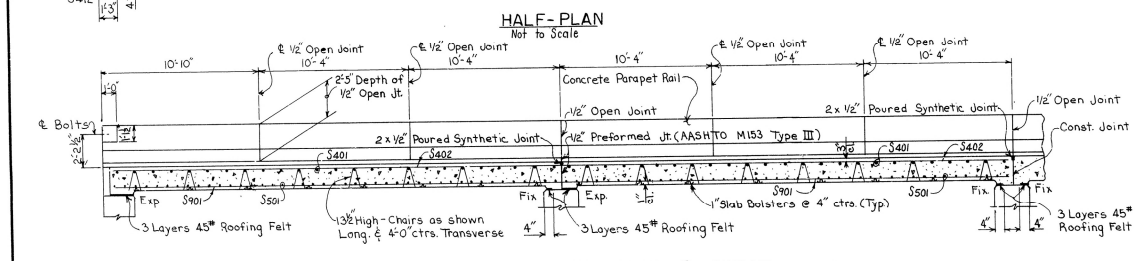 1'-3"
HALF-PLAN
Not to Scale
℄ 1/2" Open Joint
℄ 1/2" Open Joint
℄ 1/2" Open Joint
℄ 1/2" Open Joint
10'-10"
10'-4"
10'-4"
10'-4"
10'-4"
10'-4"
2'-5" Depth of
1/2" Open Jt.
Concrete Parapet Rail
1'-0"
1/2" Open Joint
2 x 1/2" Poured Synthetic Joint
1/2" Open Joint
℄ Bolts
2 x 1/2" Poured Synthetic Joint
1/2" Preformed Jt. (AASHTO M153 Type III)
Const. Joint
2'-2 1/2"
S401
S402
S401
S402
S901
Exp
S501
Fix
Exp.
S901
S501
Fix.
Fix
13 1/2" High-Chairs as shown
Long. & 4'-0" ctrs. Transverse
1" Slab Bolsters @ 4" ctrs. (Typ)
3 Layers 45# Roofing Felt
4"
3 Layers 45# Roofing Felt
4"
4"
3 Layers 45#
Roofing Felt